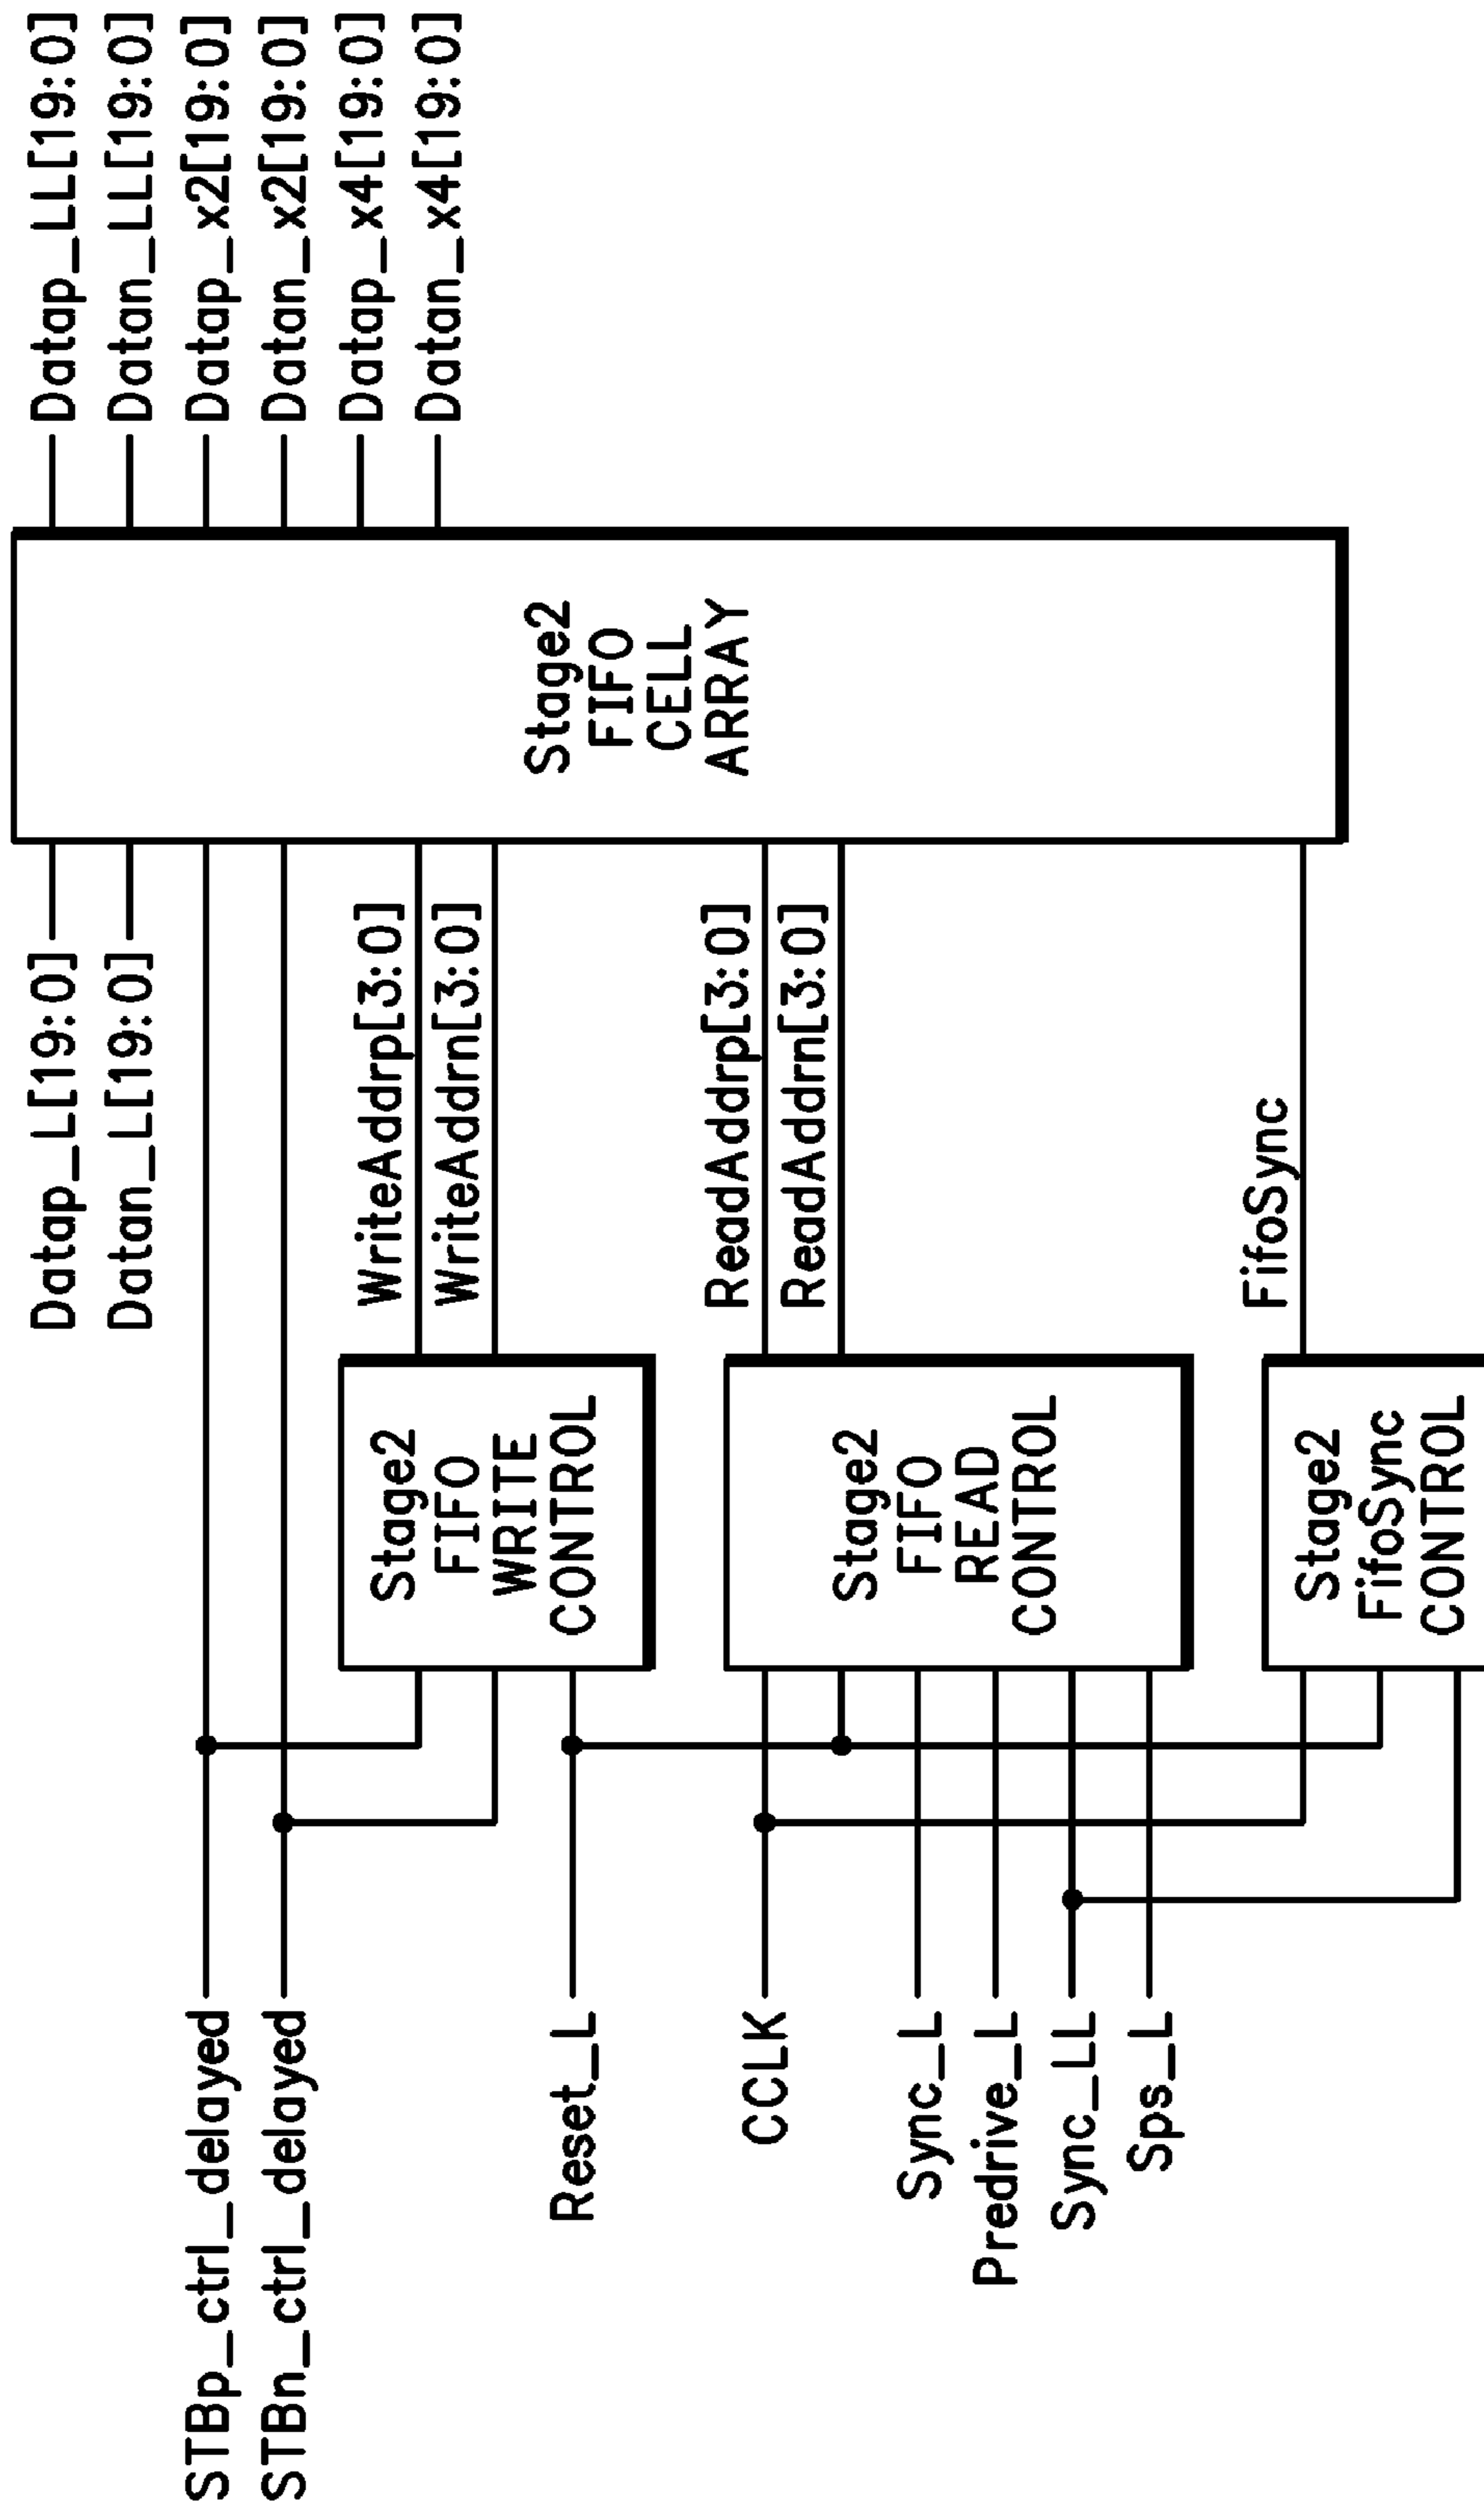 Datap_LL[19:0]
Datan_LL[19:0]
Datap_x2[19:0]
Datan_x2[19:0]
Datap_x4[19:0]
Datan_x4[19:0]
Stage2
FIFO
CELL
ARRAY
Datap_L[19:0]
Datan_L[19:0]
WriteAddrp[3:0]
WriteAddrn[3:0]
ReadAddrp[3:0]
ReadAddrn[3:0]
FifoSync
Stage2
FIFO
WRITE
CONTROL
Stage2
FIFO
READ
CONTROL
Stage2
FifoSync
CONTROL
STBp_ctrl_delayed
STBn_ctrl_delayed
Reset_L
CCLK
Sync_L
Predrive_L
Sync_LL
Sps_L